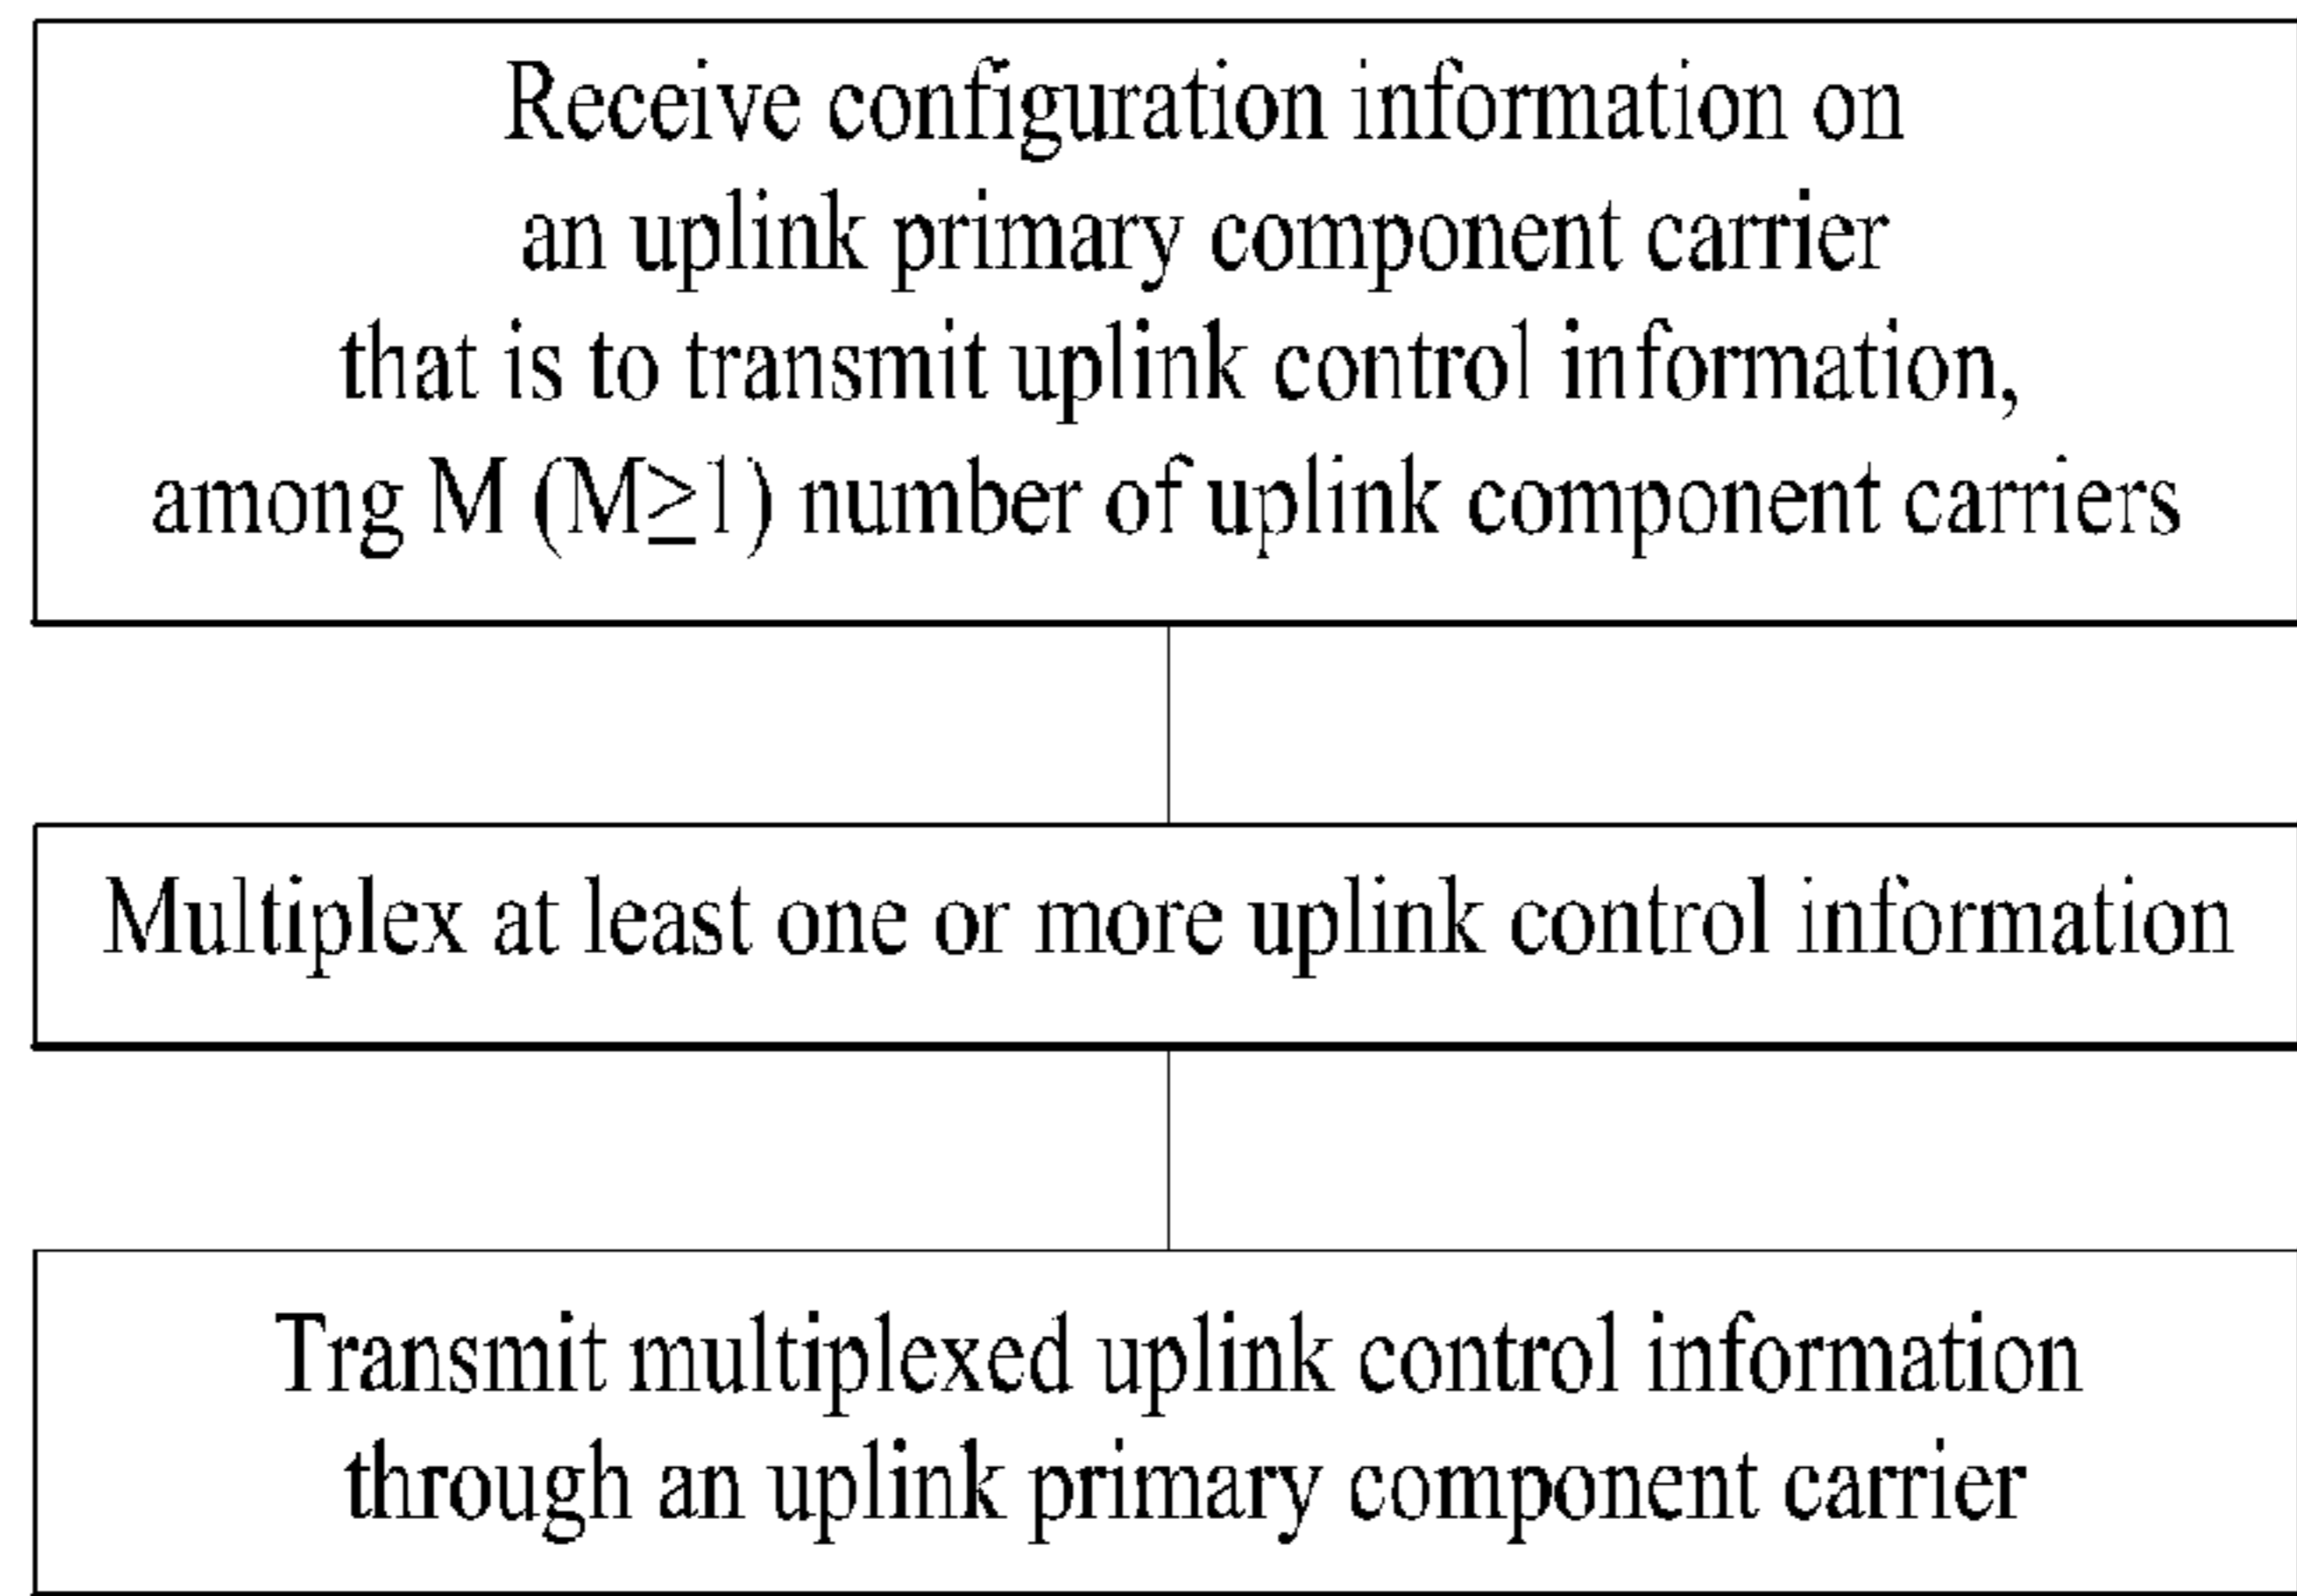 Receive configuration information on
an uplink primary component carrier
that is to transmit uplink control information,
among M (M≥1) number of uplink component carriers
Multiplex at least one or more uplink control information
Transmit multiplexed uplink control information
through an uplink primary component carrier